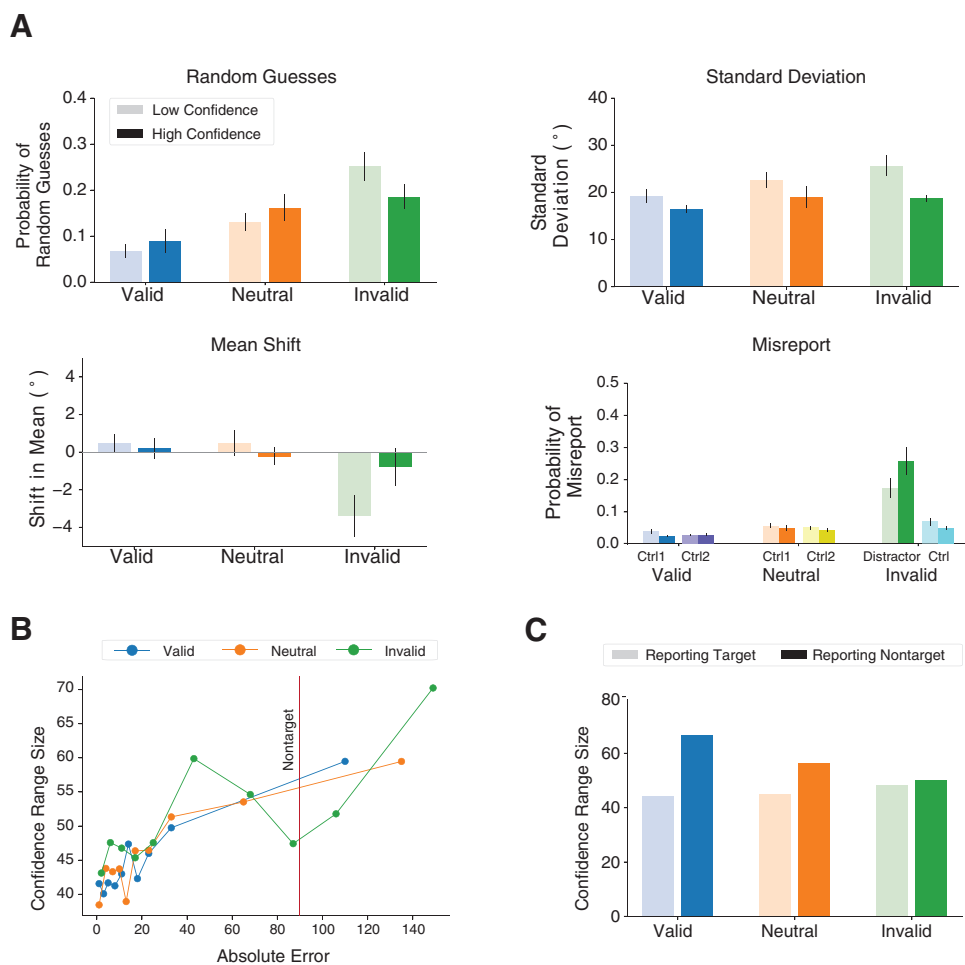 A
Random Guesses
Probability of
Random Guesses
0.4
0.3
0.2
0.1
0.0
Low Confidence
High Confidence
Valid Neutral Invalid
Standard Deviation
Standard
Deviation (°)
40
30
20
10
0
Valid Neutral Invalid
Mean Shift
Shift in Mean (°)
4
2
0
−2
−4
Valid Neutral Invalid
Misreport
Probability of
Misreport
0.5
0.4
0.3
0.2
0.1
0.0
Ctrl1 Ctrl2 Ctrl1 Ctrl2 Distractor Ctrl
Valid Neutral Invalid
B
Valid Neutral Invalid
Confidence Range Size
70
65
60
55
50
45
40
Nontarget
0 20 40 60 80 100 120 140
Absolute Error
C
Reporting Target Reporting Nontarget
Confidence Range Size
80
60
40
20
0
Valid Neutral Invalid